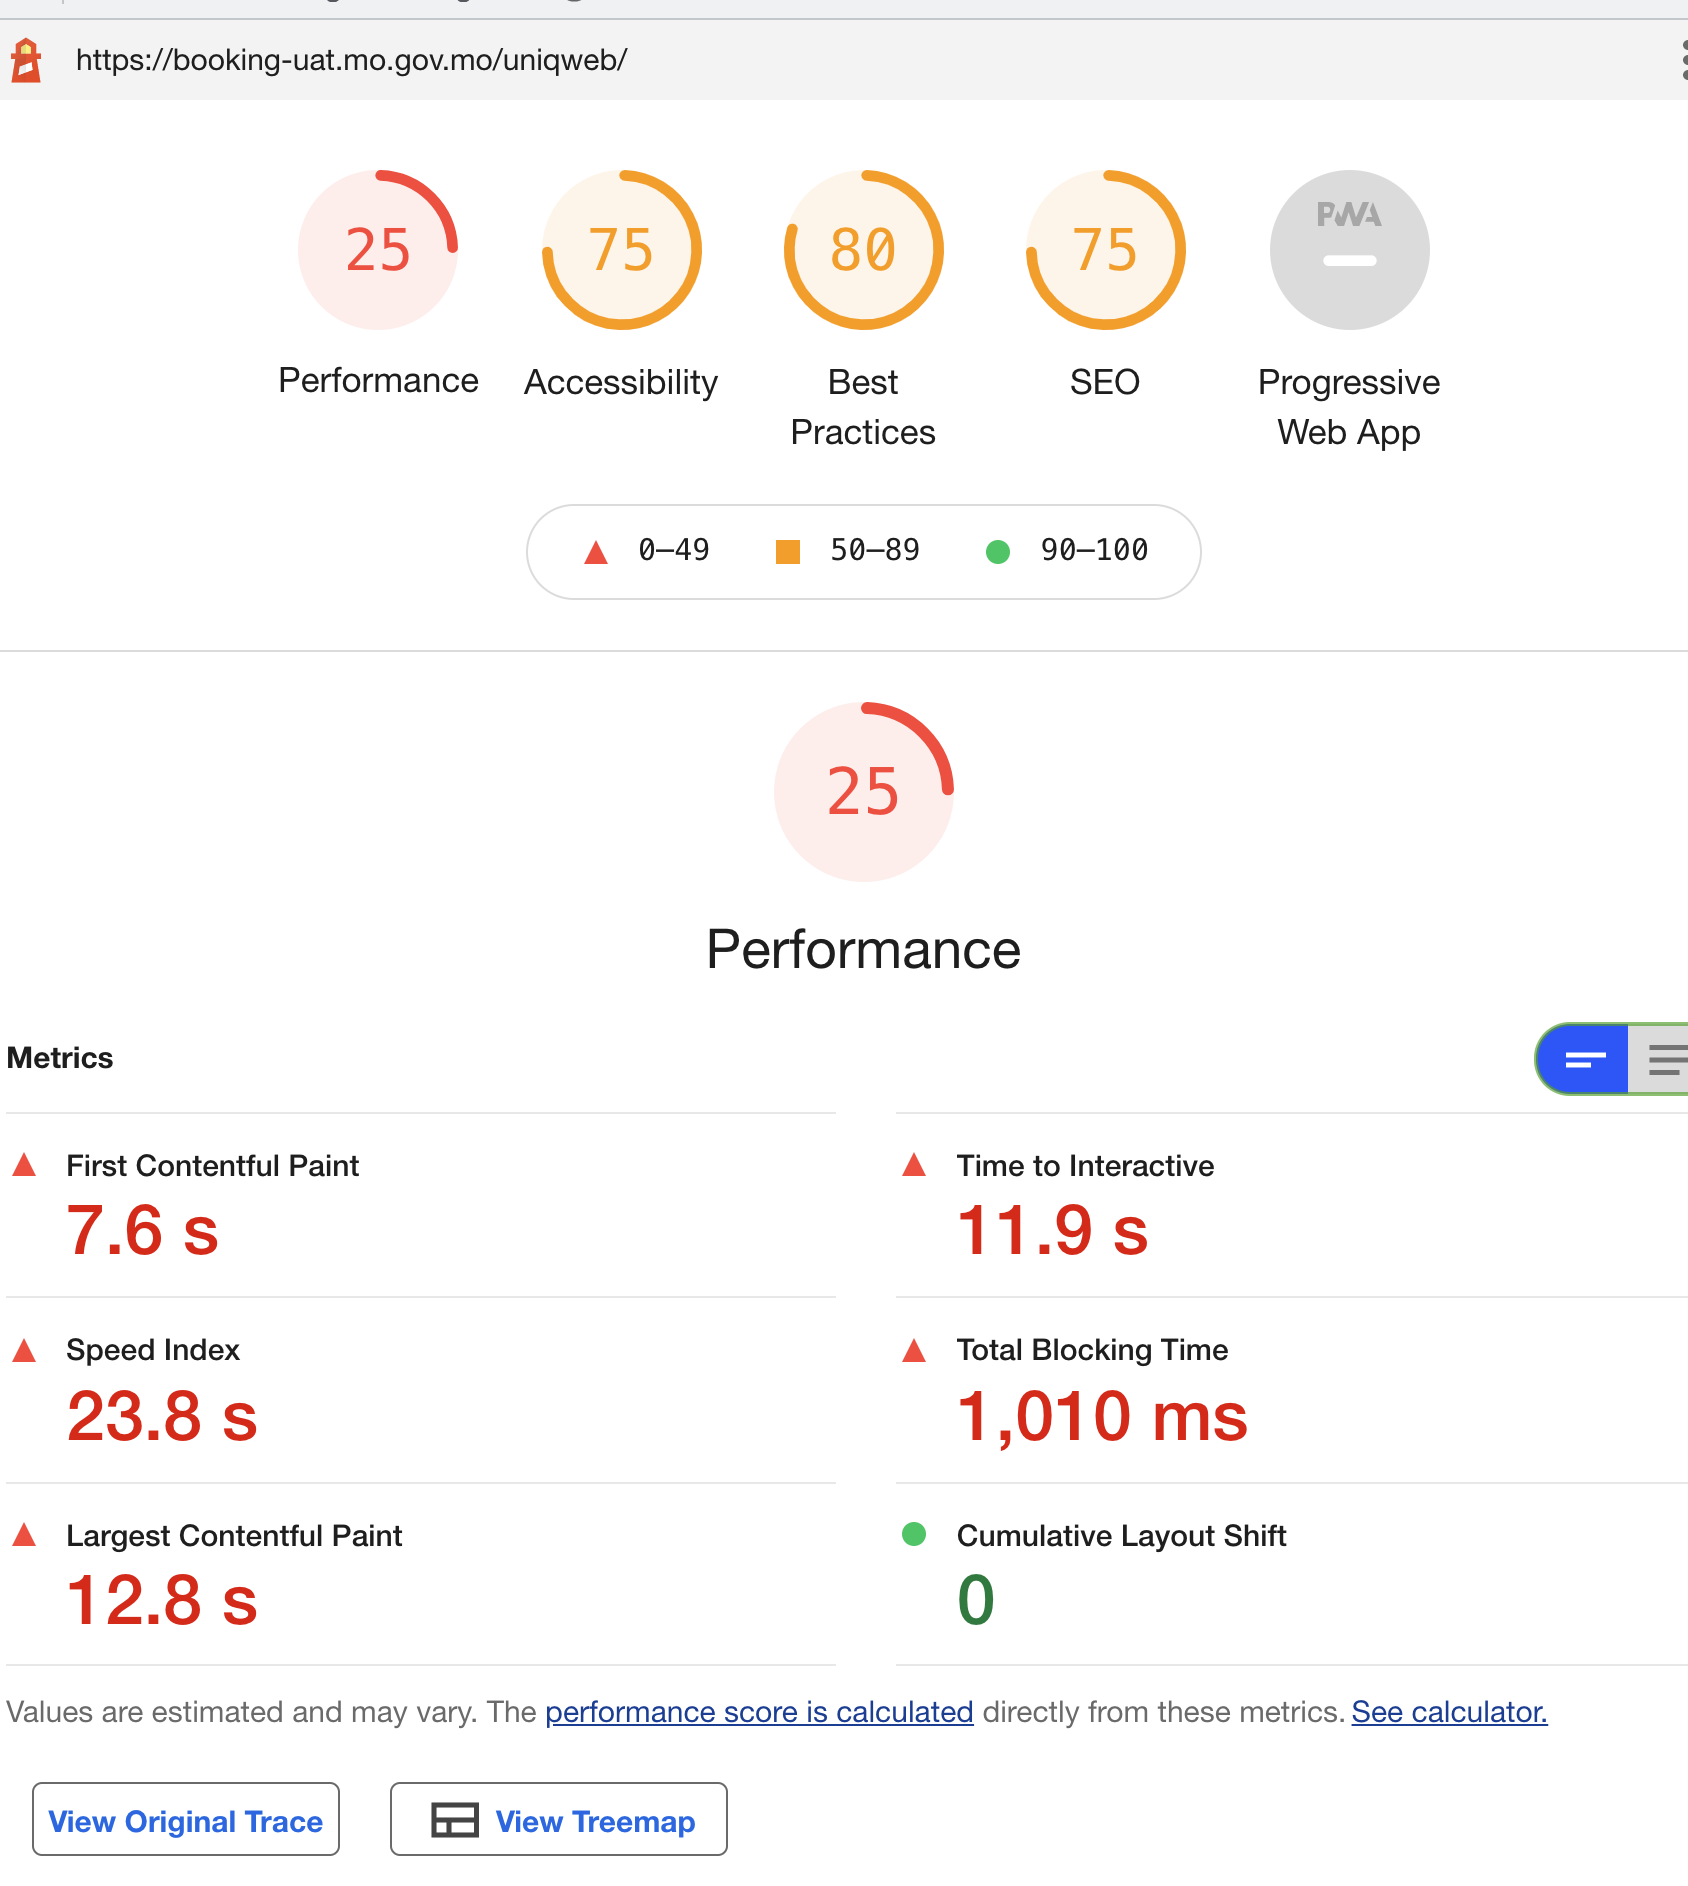 https://booking-uat.mo.gov.mo/uniqweb/
25
75
80
75
PWA
Performance
Accessibility
Best
Practices
SEO
Progressive
Web App
0–49
50–89
90–100
25
Performance
Metrics
First Contentful Paint
7.6 s
Time to Interactive
11.9 s
Speed Index
23.8 s
Total Blocking Time
1,010 ms
Largest Contentful Paint
12.8 s
Cumulative Layout Shift
0
Values are estimated and may vary. The performance score is calculated directly from these metrics. See calculator.
View Original Trace
View Treemap